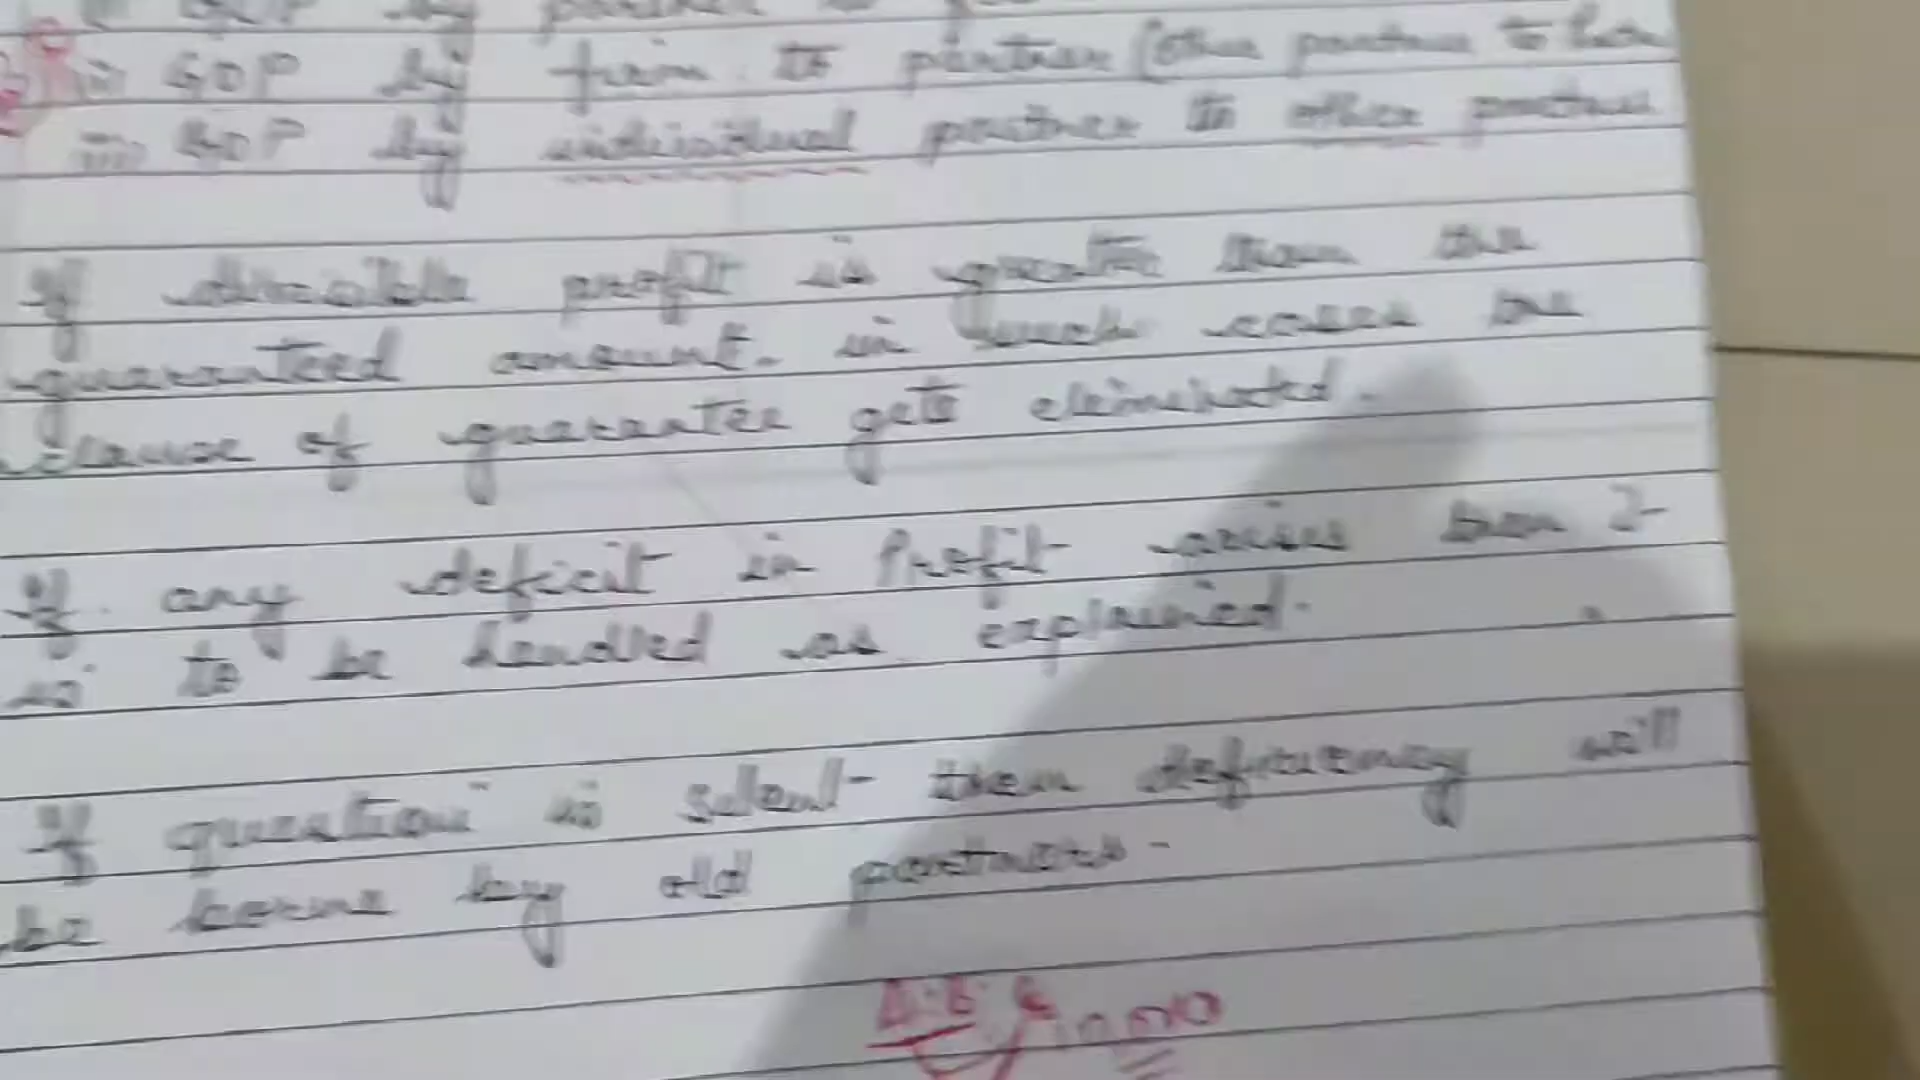 ii) GOP by firm to partner (other partner to
iii) GOP by individual partner to other partner
If divisible profit is greater than the
guaranteed amount. in such cases the
clause of guarantee gets eliminated.
If any deficit in Profit arises then
is to be handled as explained.
If question is silent then deficiency will
be borne by old partners.
A:B:C